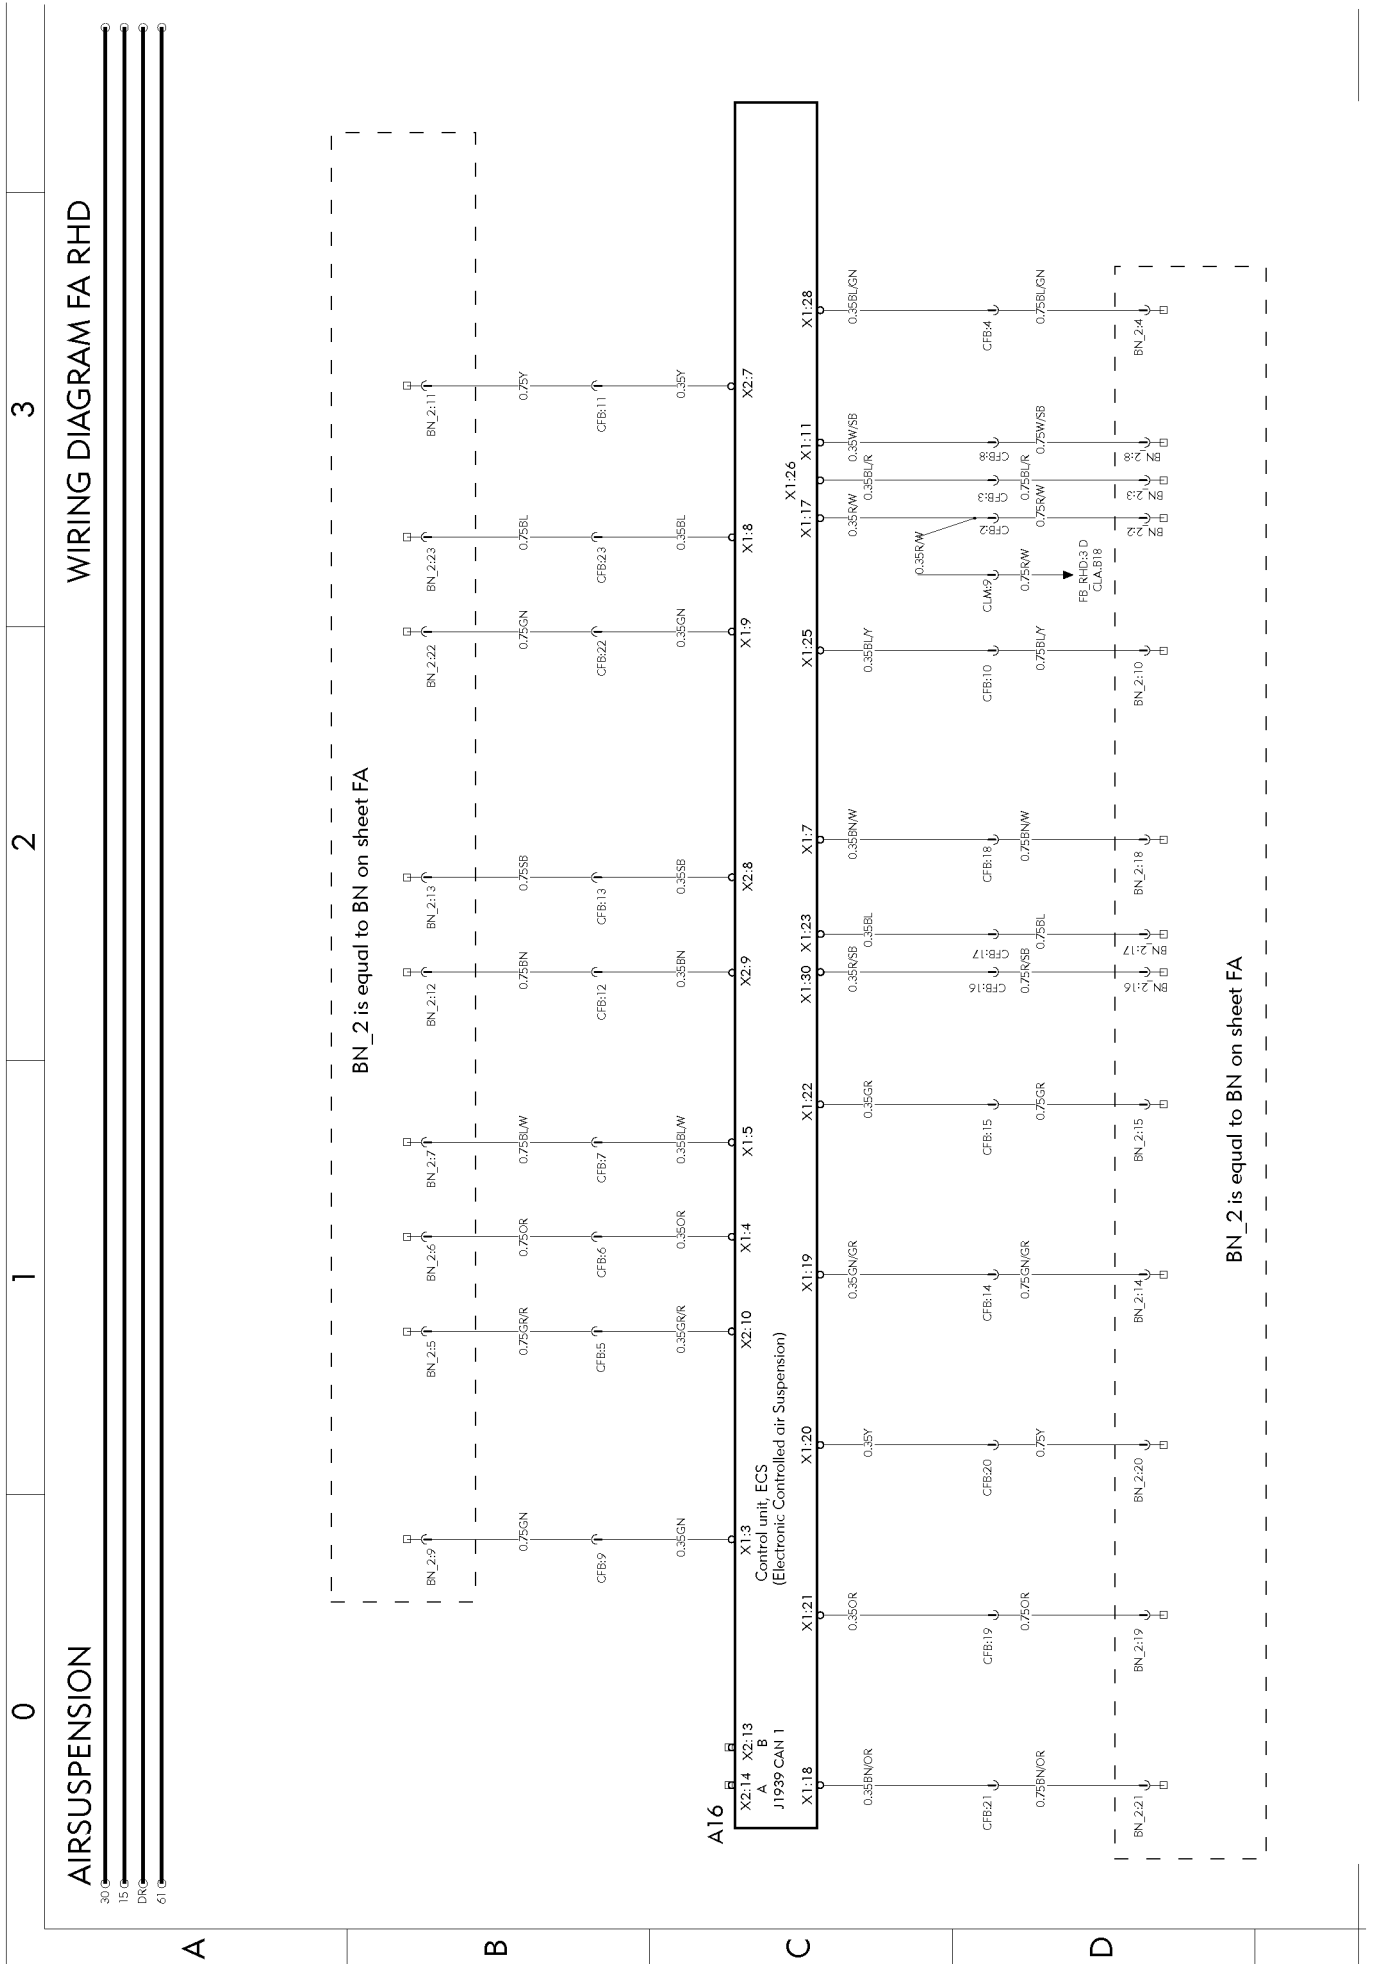 0
1
2
3
AIRSUSPENSION
WIRING DIAGRAM FA RHD
30
15
DR
61
A
B
C
D
BN_2 is equal to BN on sheet FA
BN_2:9
BN_2:5
BN_2:6
BN_2:7
BN_2:12
BN_2:13
BN_2:22
BN_2:23
BN_2:11
0.75GN
0.75GR/R
0.75OR
0.75BL/W
0.75BN
0.75SB
0.75GN
0.75BL
0.75Y
CFB:9
CFB:5
CFB:6
CFB:7
CFB:12
CFB:13
CFB:22
CFB:23
CFB:11
0.35GN
0.35GR/R
0.35OR
0.35BL/W
0.35BN
0.35SB
0.35GN
0.35BL
0.35Y
A16
X2:14
X2:13
X1:3
X2:10
X1:4
X1:5
X2:9
X2:8
X1:9
X1:8
X2:7
A
B
J1939 CAN 1
Control unit, ECS
(Electronic Controlled air Suspension)
X1:18
X1:21
X1:20
X1:19
X1:22
X1:30
X1:23
X1:7
X1:25
X1:17
X1:26
X1:11
X1:28
0.35BN/OR
0.35OR
0.35Y
0.35GN/GR
0.35GR
0.35R/SB
0.35BL
0.35BN/W
0.35BL/Y
0.35R/W
0.35BL/R
0.35W/SB
0.35BL/GN
0.35R/W
CFB:21
CFB:19
CFB:20
CFB:14
CFB:15
CFB:16
CFB:17
CFB:18
CFB:10
CLM:9
CFB:2
CFB:3
CFB:8
CFB:4
0.75BN/OR
0.75OR
0.75Y
0.75GN/GR
0.75GR
0.75R/SB
0.75BL
0.75BN/W
0.75BL/Y
0.75R/W
0.75R/W
0.75BL/R
0.75W/SB
0.75BL/GN
FB_RHD:3 D
CLA.B18
BN_2:21
BN_2:19
BN_2:20
BN_2:14
BN_2:15
BN_2:16
BN_2:17
BN_2:18
BN_2:10
BN_2:2
BN_2:3
BN_2:8
BN_2:4
BN_2 is equal to BN on sheet FA